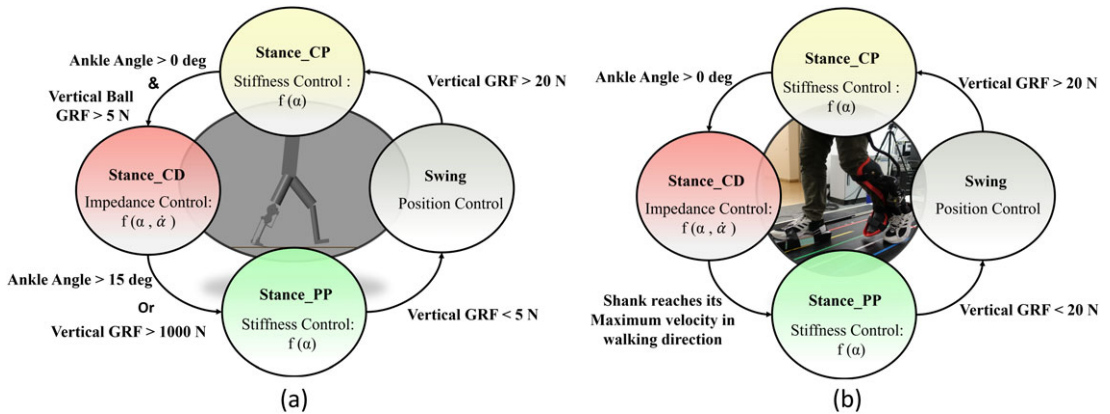 Stance_CP
Stiffness Control :
f (α)
Ankle Angle > 0 deg
&
Vertical Ball
GRF > 5 N
Vertical GRF > 20 N
Stance_CD
Impedance Control:
f (α , α̇ )
Swing
Position Control
Ankle Angle > 15 deg
Or
Vertical GRF > 1000 N
Stance_PP
Stiffness Control:
f (α)
Vertical GRF < 5 N
(a)
Stance_CP
Stiffness Control :
f (α)
Ankle Angle > 0 deg
Vertical GRF > 20 N
Stance_CD
Impedance Control:
f (α , α̇ )
Swing
Position Control
Shank reaches its
Maximum velocity in
walking direction
Stance_PP
Stiffness Control:
f (α)
Vertical GRF < 20 N
(b)